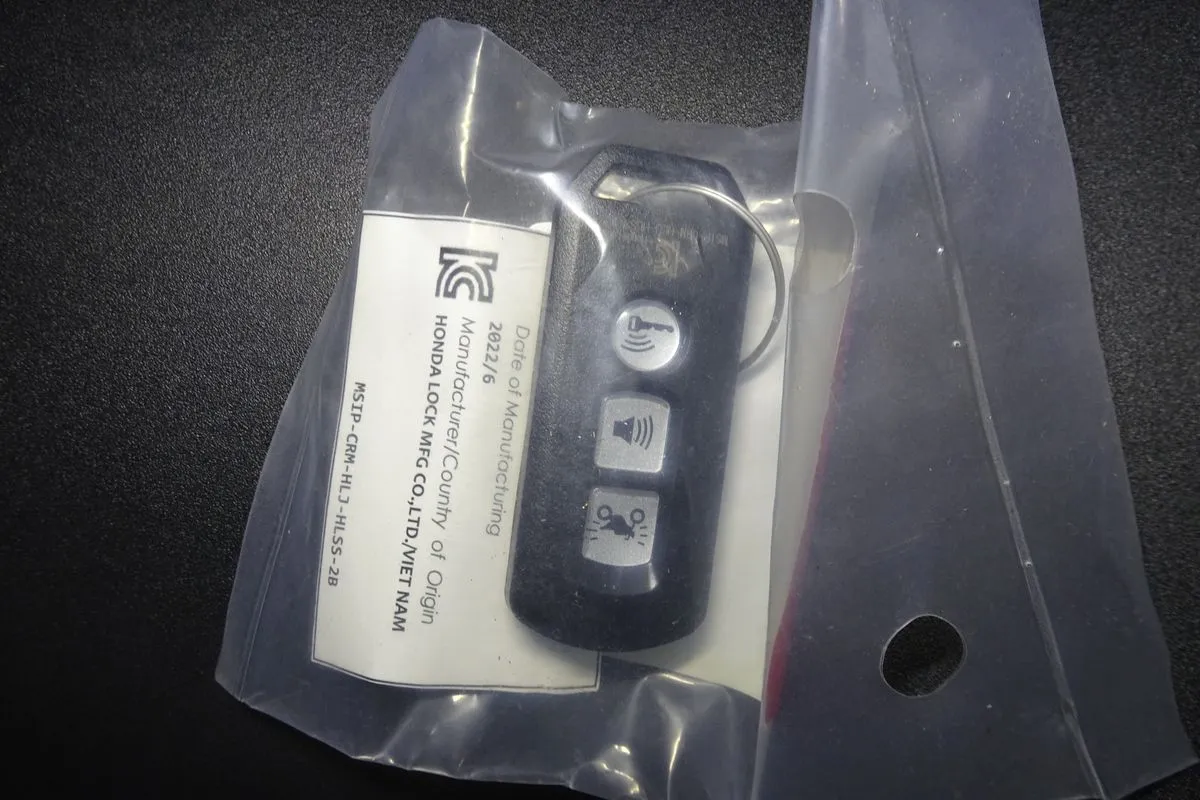 Date of Manufacturing
2022/6
Manufacturer/Country of Origin
HONDA LOCK MFG CO.,LTD./VIET NAM
MSIP-CRM-HLJ-HLSS-2B